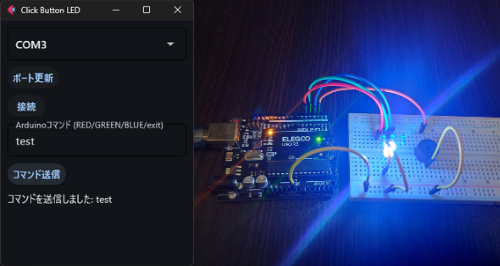 Click Button LED
COM3
ポート更新
接続
Arduinoコマンド (RED/GREEN/BLUE/exit)
test
コマンド送信
コマンドを送信しました: test
ELEGOO
UNO R3